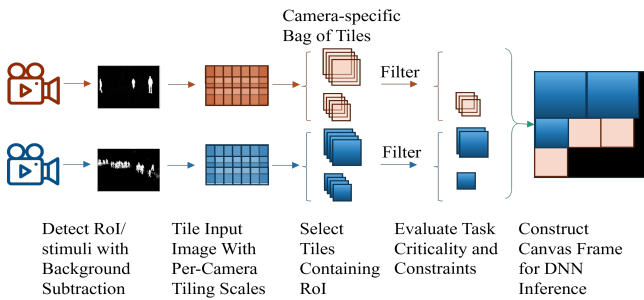 Camera-specific
Bag of Tiles
Filter
Filter
Detect RoI/
stimuli with
Background
Subtraction
Tile Input
Image With
Per-Camera
Tiling Scales
Select
Tiles
Containing
RoI
Evaluate Task
Criticality and
Constraints
Construct
Canvas Frame
for DNN
Inference